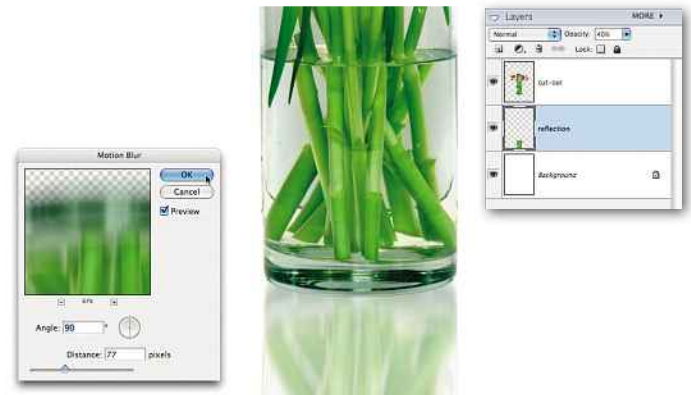 Layers MORE
Normal Opacity: 40%
Lock:
cut-out
reflection
Background
Motion Blur
OK
Cancel
Preview
Angle: 90 °
Distance: 77 pixels